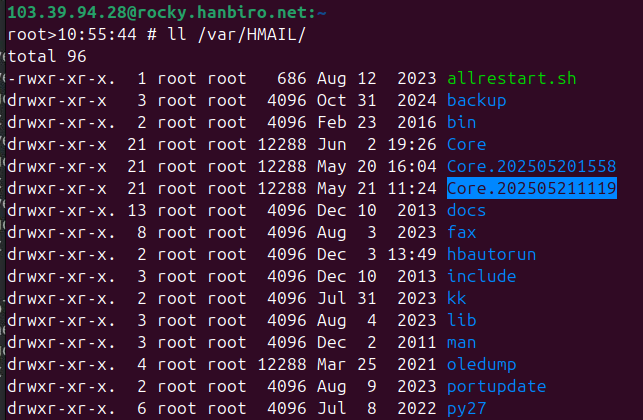 103.39.94.28@rocky.hanbiro.net:~
root>10:55:44 # ll /var/HMAIL/
total 96
-rwxr-xr-x.  1 root root   686 Aug 12  2023 allrestart.sh
drwxr-xr-x   3 root root  4096 Oct 31  2024 backup
drwxr-xr-x.  2 root root  4096 Feb 23  2016 bin
drwxr-xr-x  21 root root 12288 Jun  2 19:26 Core
drwxr-xr-x  21 root root 12288 May 20 16:04 Core.202505201558
drwxr-xr-x  21 root root 12288 May 21 11:24 Core.202505211119
drwxr-xr-x. 13 root root  4096 Dec 10  2013 docs
drwxr-xr-x.  8 root root  4096 Aug  3  2023 fax
drwxr-xr-x.  2 root root  4096 Dec  3 13:49 hbautorun
drwxr-xr-x.  3 root root  4096 Dec 10  2013 include
drwxr-xr-x.  2 root root  4096 Jul 31  2023 kk
drwxr-xr-x.  3 root root  4096 Aug  4  2023 lib
drwxr-xr-x.  3 root root  4096 Dec  2  2011 man
drwxr-xr-x.  4 root root 12288 Mar 25  2021 oledump
drwxr-xr-x.  2 root root  4096 Aug  9  2023 portupdate
drwxr-xr-x.  6 root root  4096 Jul  8  2022 py27